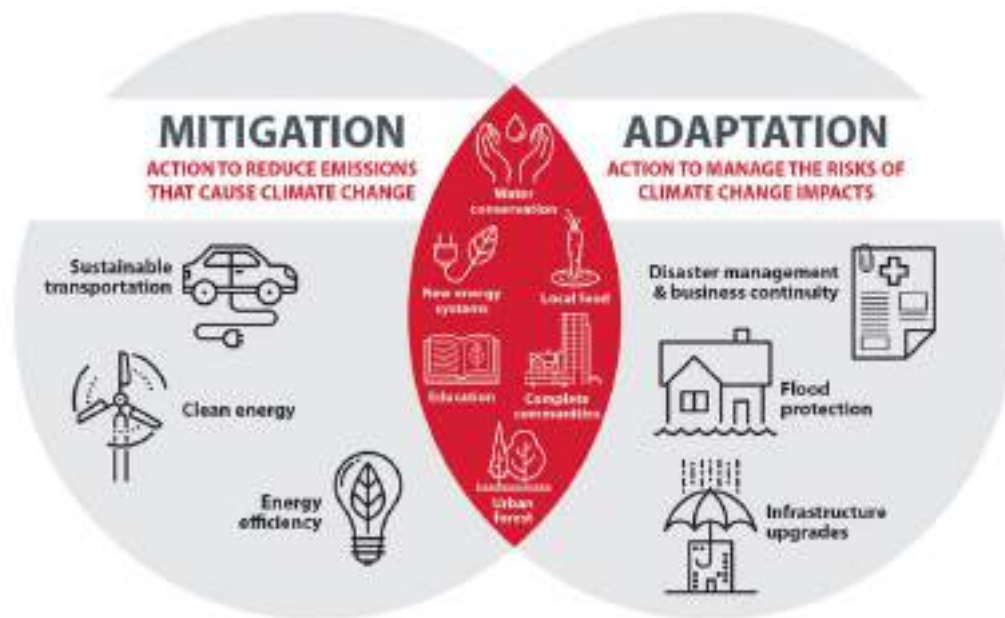 MITIGATION
ACTION TO REDUCE EMISSIONS
THAT CAUSE CLIMATE CHANGE
Sustainable
transportation
Clean energy
Energy
efficiency
Water
conservation
New energy
systems
Local food
Education
Complete
communities
Urban
forest
ADAPTATION
ACTION TO MANAGE THE RISKS OF
CLIMATE CHANGE IMPACTS
Disaster management
& business continuity
Flood
protection
Infrastructure
upgrades